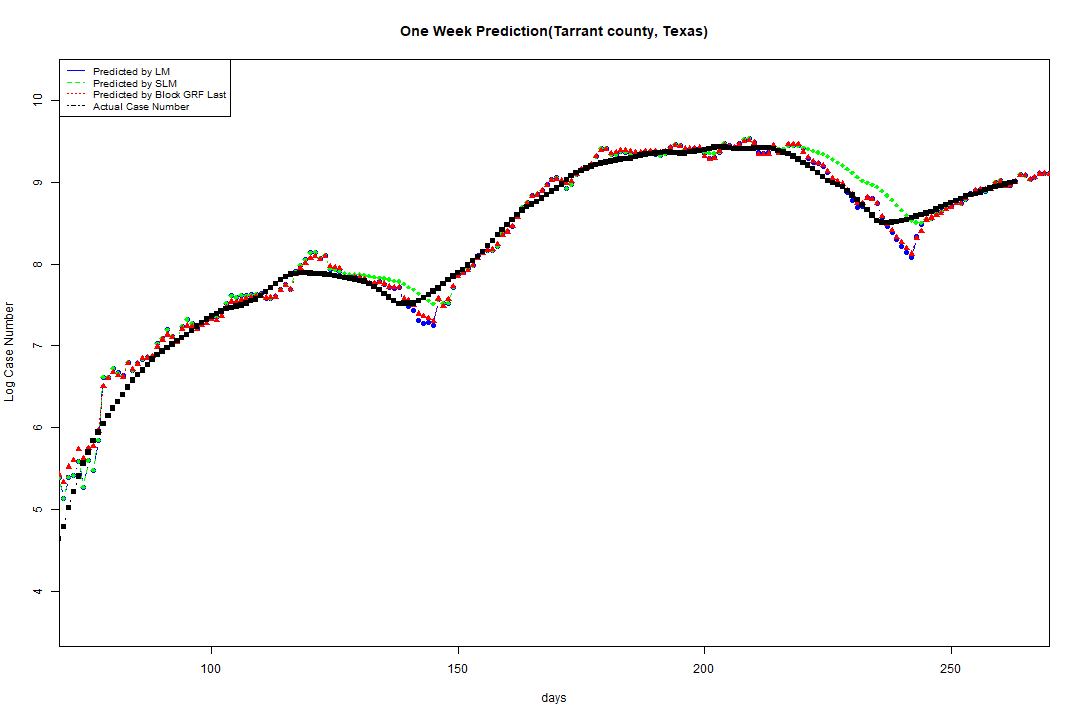 One Week Prediction(Tarrant county, Texas)
Predicted by LM
Predicted by SLM
Predicted by Block GRF Last
Actual Case Number
10
9
8
7
6
5
4
Log Case Number
100 150 200 250
days